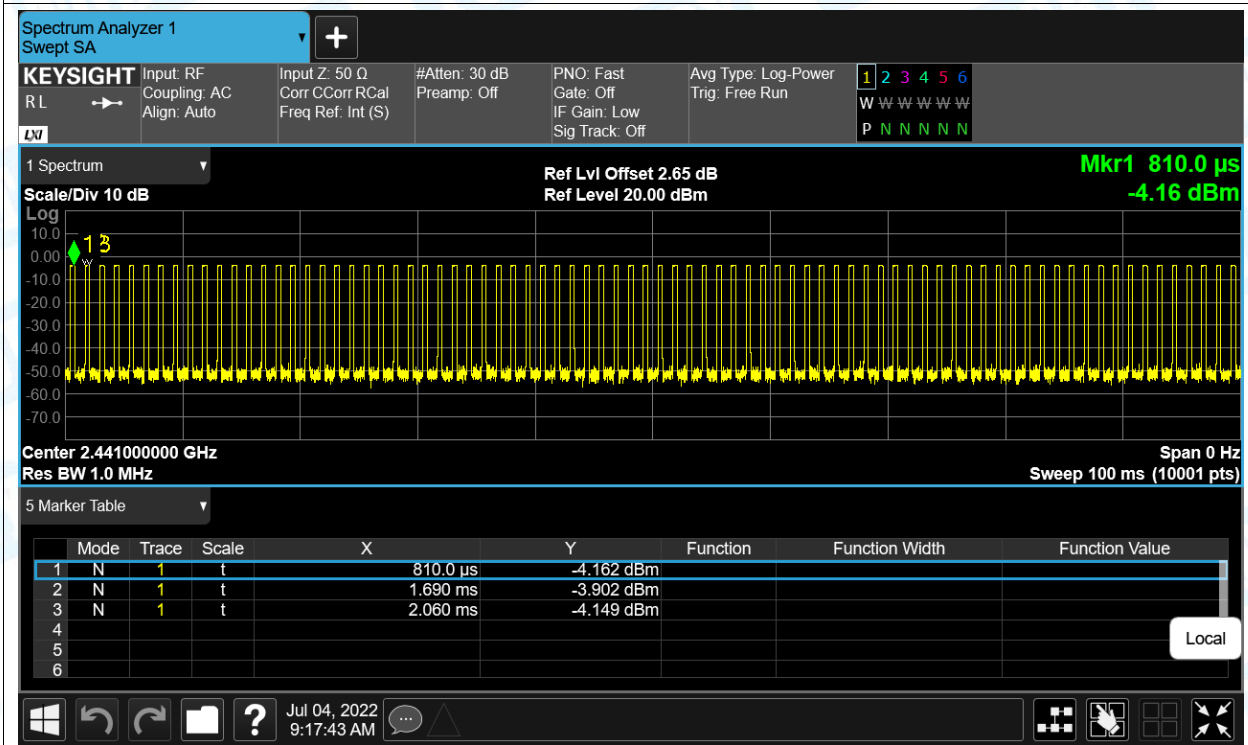 Spectrum Analyzer 1
Swept SA
KEYSIGHT
R L
LXI
Input: RF
Coupling: AC
Align: Auto
Input Z: 50 Ω
Corr CCorr RCal
Freq Ref: Int (S)
#Atten: 30 dB
Preamp: Off
PNO: Fast
Gate: Off
IF Gain: Low
Sig Track: Off
Avg Type: Log-Power
Trig: Free Run
1 2 3 4 5 6
W W W W W W
P N N N N N
1 Spectrum
Scale/Div 10 dB
Ref Lvl Offset 2.65 dB
Ref Level 20.00 dBm
Mkr1 810.0 µs
-4.16 dBm
Log
10.0
0.00
-10.0
-20.0
-30.0
-40.0
-50.0
-60.0
-70.0
1 3
Center 2.441000000 GHz
Res BW 1.0 MHz
Span 0 Hz
Sweep 100 ms (10001 pts)
5 Marker Table
Mode Trace Scale X Y Function Function Width Function Value
1 N 1 t 810.0 µs -4.162 dBm
2 N 1 t 1.690 ms -3.902 dBm
3 N 1 t 2.060 ms -4.149 dBm
4
5
6
Local
?
Jul 04, 2022
9:17:43 AM